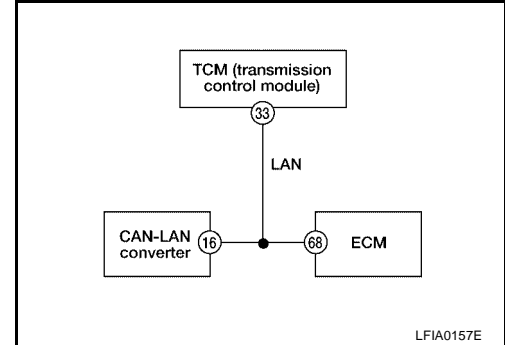 TCM (transmission
control module)
33
LAN
CAN-LAN
converter
16
68
ECM
LFIA0157E